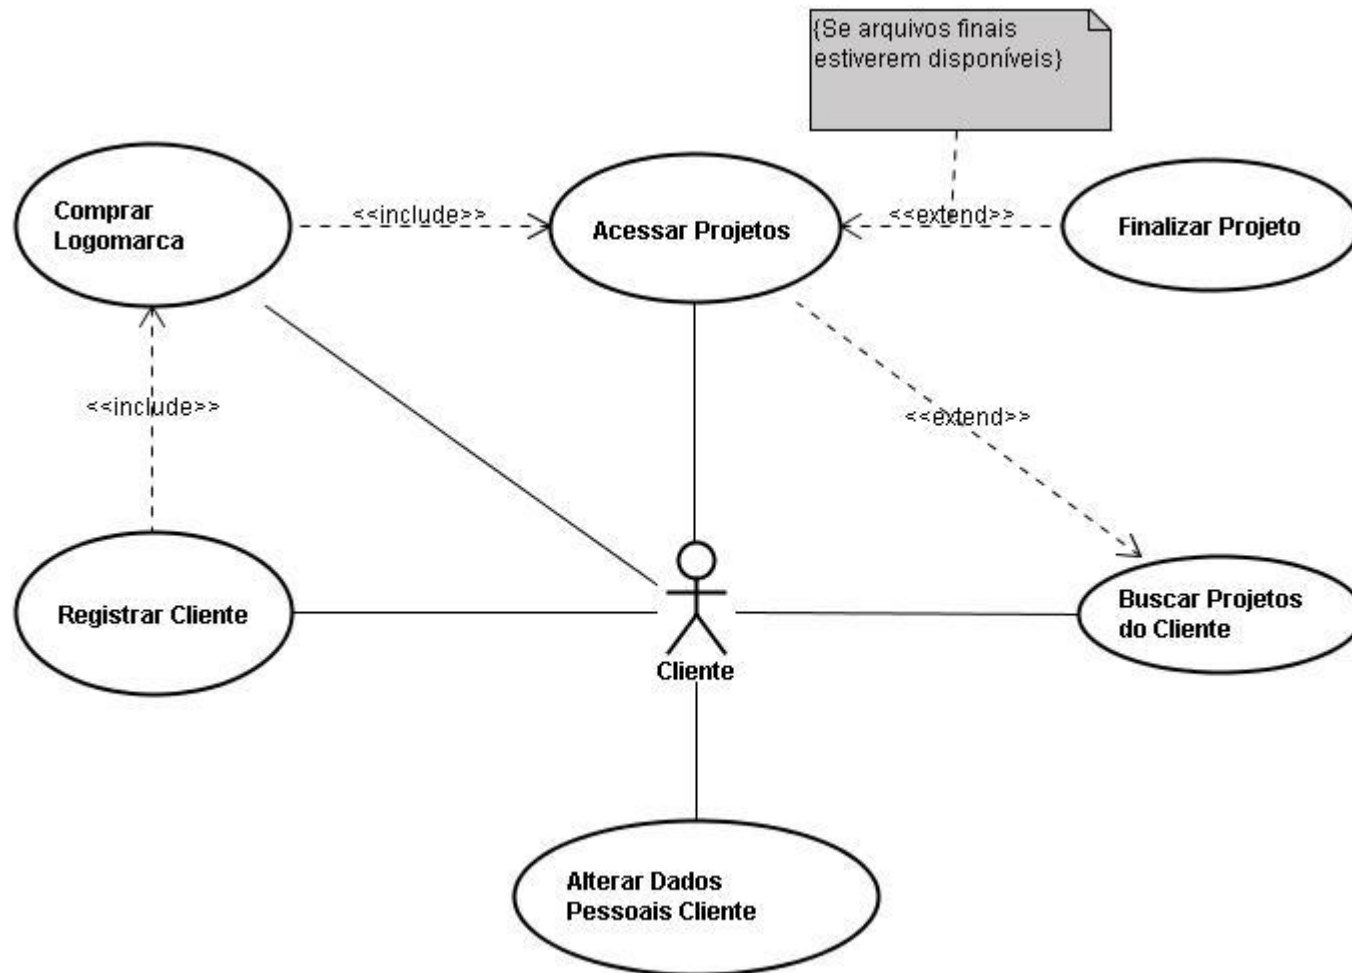 {Se arquivos finais
estiverem disponíveis}
Comprar
Logomarca
<<include>>
Acessar Projetos
<<extend>>
Finalizar Projeto
<<include>>
<<extend>>
Registrar Cliente
Buscar Projetos
do Cliente
Cliente
Alterar Dados
Pessoais Cliente